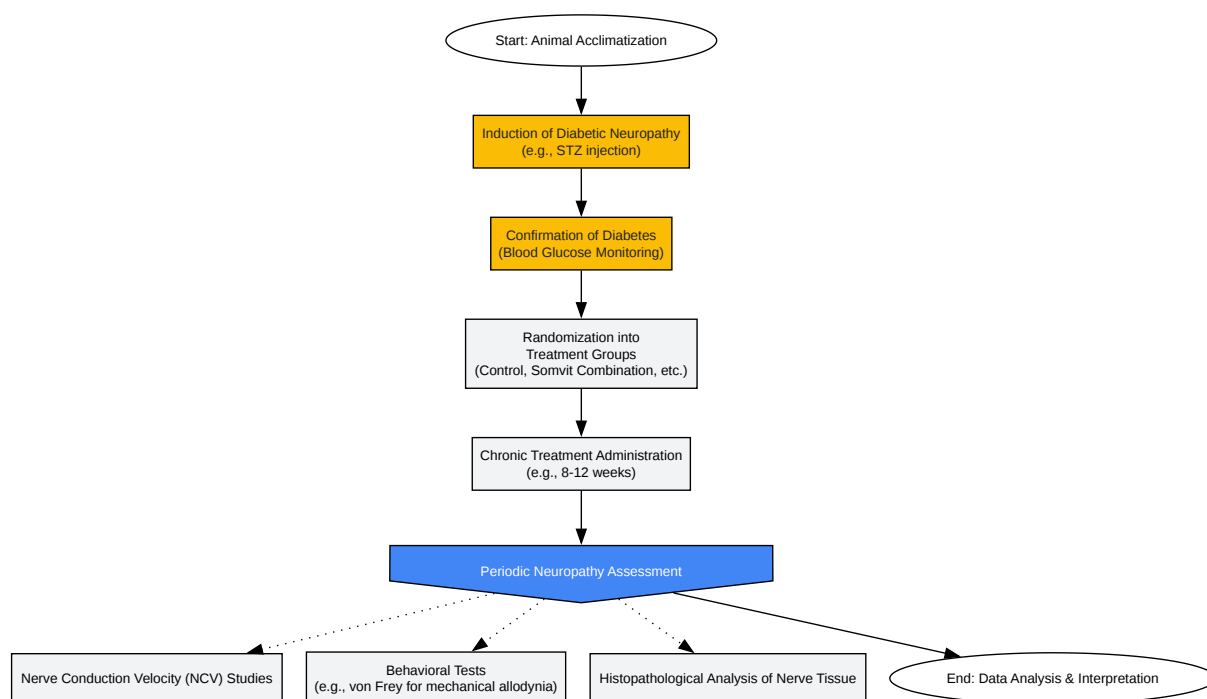 Start: Animal Acclimatization
Induction of Diabetic Neuropathy
(e.g., STZ injection)
Confirmation of Diabetes
(Blood Glucose Monitoring)
Randomization into
Treatment Groups
(Control, Somvit Combination, etc.)
Chronic Treatment Administration
(e.g., 8-12 weeks)
Periodic Neuropathy Assessment
Nerve Conduction Velocity (NCV) Studies
Behavioral Tests
(e.g., von Frey for mechanical allodynia)
Histopathological Analysis of Nerve Tissue
End: Data Analysis & Interpretation